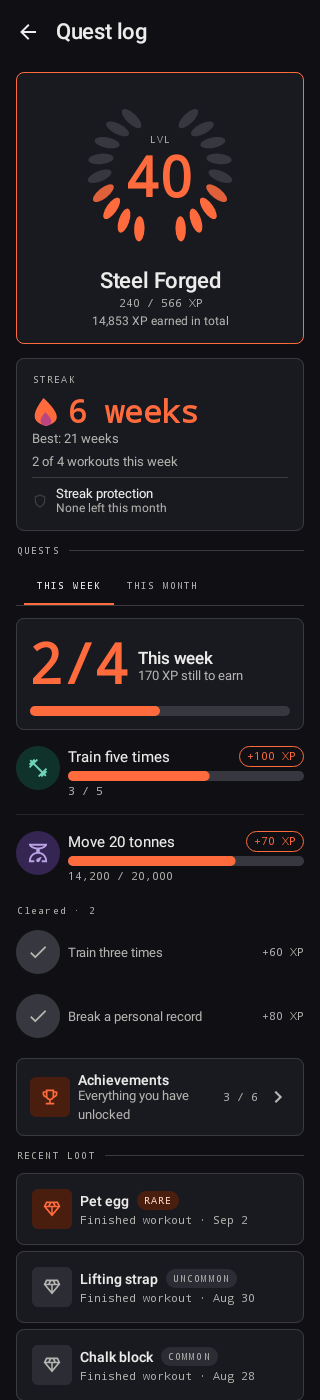 Quest log
LVL
40
Steel Forged
240 / 566 XP
14,853 XP earned in total
STREAK
6 weeks
Best: 21 weeks
2 of 4 workouts this week
Streak protection
None left this month
QUESTS
THIS WEEK
THIS MONTH
2/4
This week
170 XP still to earn
Train five times
+100 XP
3 / 5
Move 20 tonnes
+70 XP
14,200 / 20,000
Cleared · 2
Train three times
+60 XP
Break a personal record
+80 XP
Achievements
Everything you have
unlocked
3 / 6
RECENT LOOT
Pet egg
RARE
Finished workout · Sep 2
Lifting strap
UNCOMMON
Finished workout · Aug 30
Chalk block
COMMON
Finished workout · Aug 28